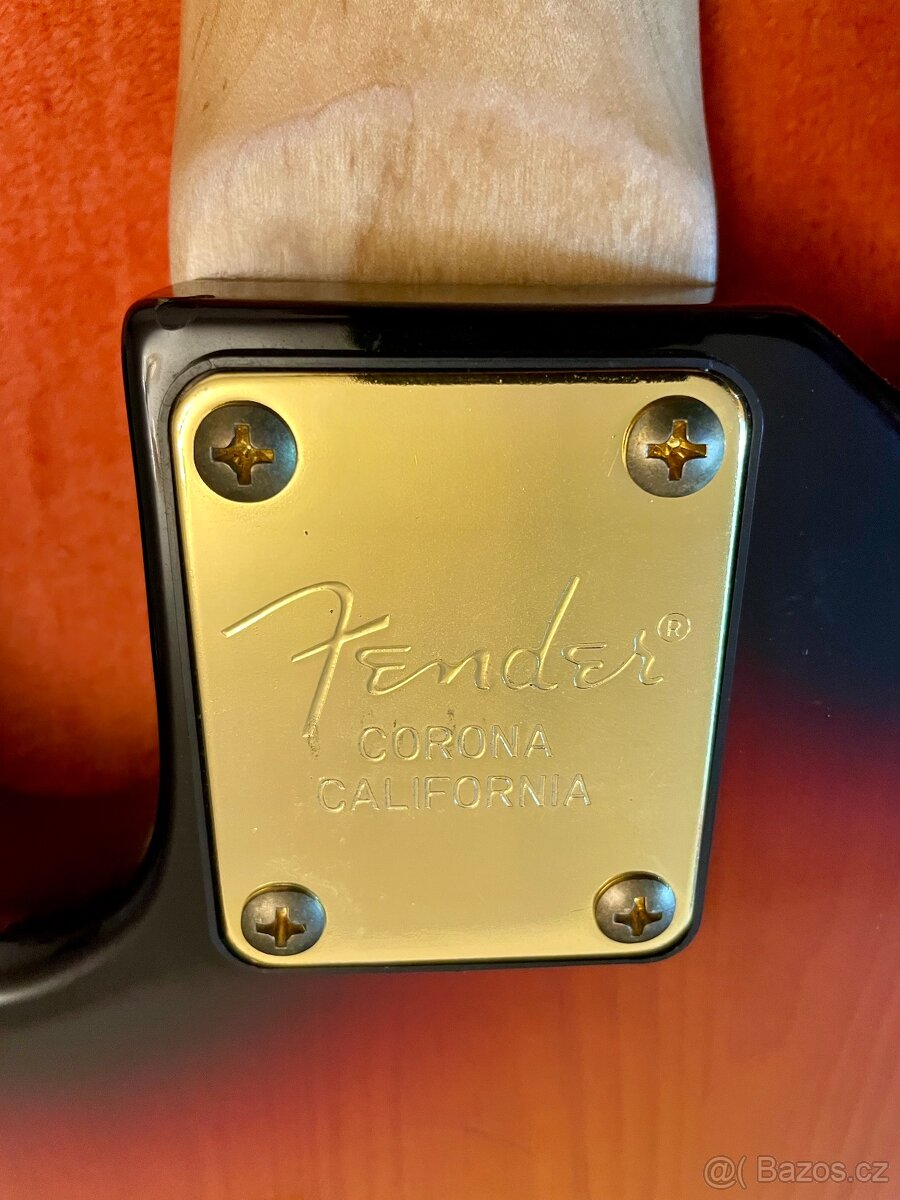 Fender®
CORONA
CALIFORNIA
@( Bazos.cz